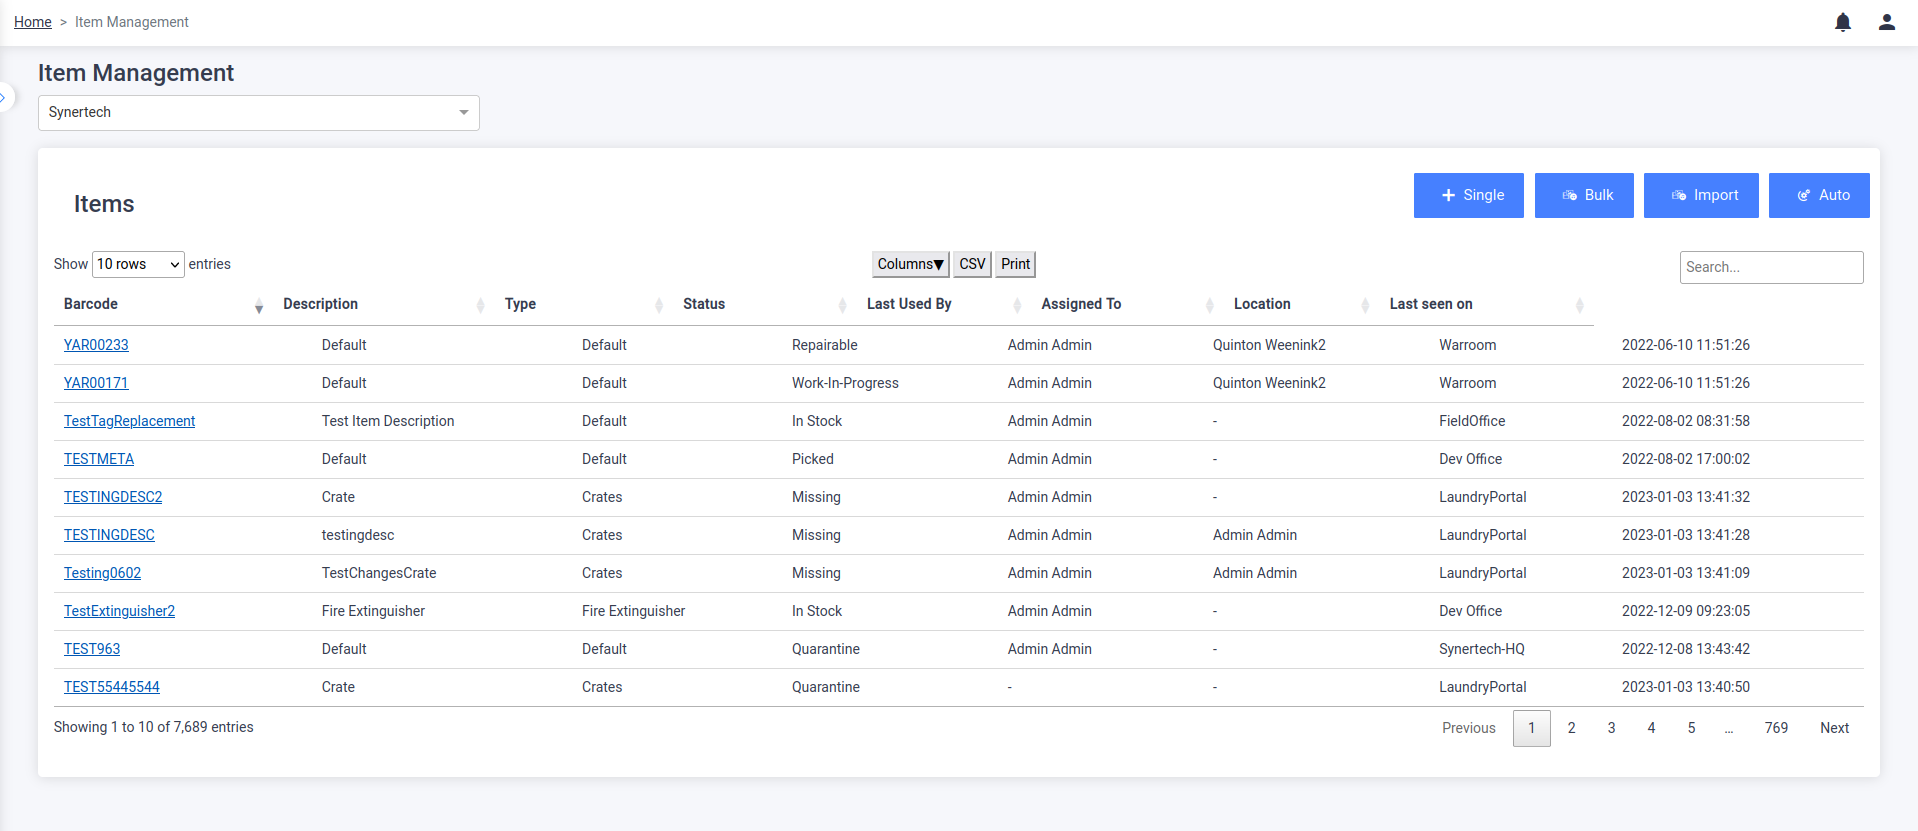 Home > Item Management
Item Management
Synertech
Items
Single Bulk Import Auto
Show 10 rows entries Columns▼ CSV Print Search...
Barcode Description Type Status Last Used By Assigned To Location Last seen on
YAR00233 Default Default Repairable Admin Admin Quinton Weenink2 Warroom 2022-06-10 11:51:26
YAR00171 Default Default Work-In-Progress Admin Admin Quinton Weenink2 Warroom 2022-06-10 11:51:26
TestTagReplacement Test Item Description Default In Stock Admin Admin - FieldOffice 2022-08-02 08:31:58
TESTMETA Default Default Picked Admin Admin - Dev Office 2022-08-02 17:00:02
TESTINGDESC2 Crate Crates Missing Admin Admin - LaundryPortal 2023-01-03 13:41:32
TESTINGDESC testingdesc Crates Missing Admin Admin Admin Admin LaundryPortal 2023-01-03 13:41:28
Testing0602 TestChangesCrate Crates Missing Admin Admin Admin Admin LaundryPortal 2023-01-03 13:41:09
TestExtinguisher2 Fire Extinguisher Fire Extinguisher In Stock Admin Admin - Dev Office 2022-12-09 09:23:05
TEST963 Default Default Quarantine Admin Admin - Synertech-HQ 2022-12-08 13:43:42
TEST55445544 Crate Crates Quarantine - - LaundryPortal 2023-01-03 13:40:50
Showing 1 to 10 of 7,689 entries Previous 1 2 3 4 5 … 769 Next